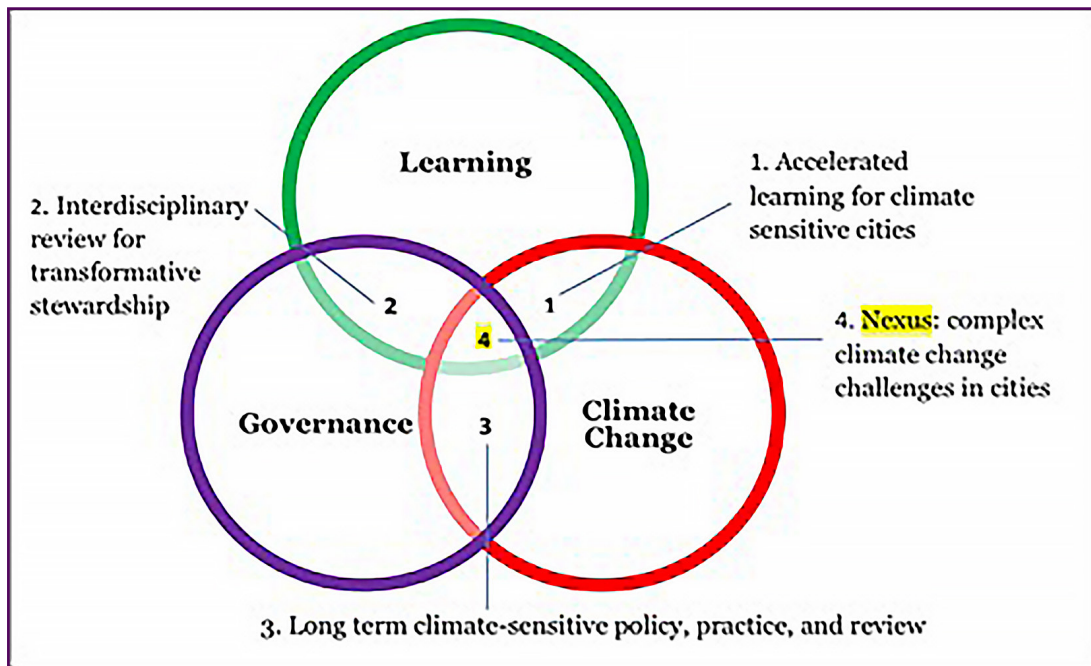 Learning
1. Accelerated
learning for climate
sensitive cities
2. Interdisciplinary
review for
transformative
stewardship
2
1
4
4. Nexus: complex
climate change
challenges in cities
Governance
3
Climate
Change
3. Long term climate-sensitive policy, practice, and review